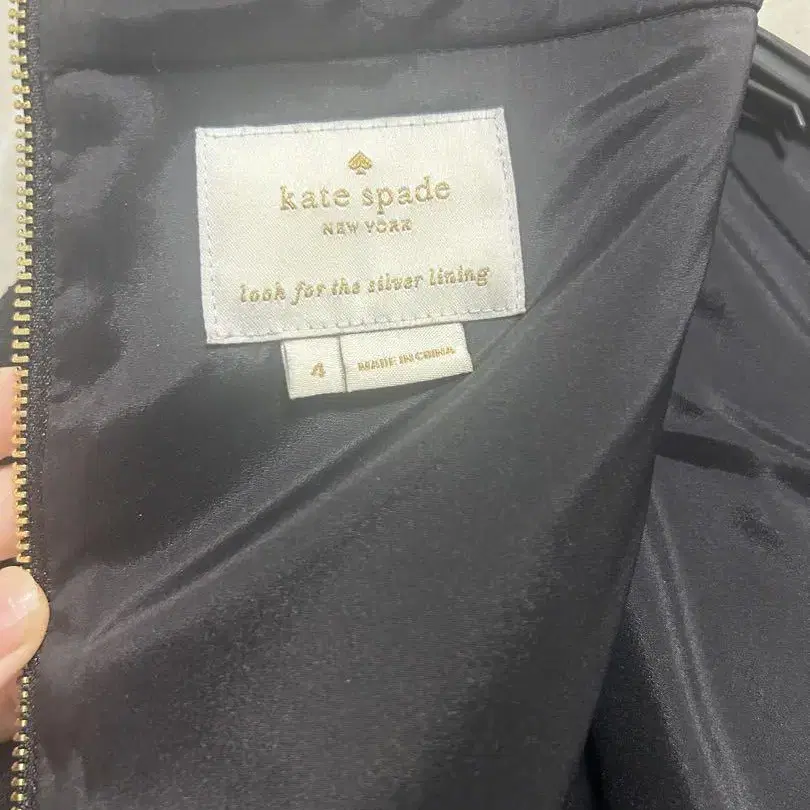 kate spade
NEW YORK
look for the silver lining
4
MADE IN CHINA